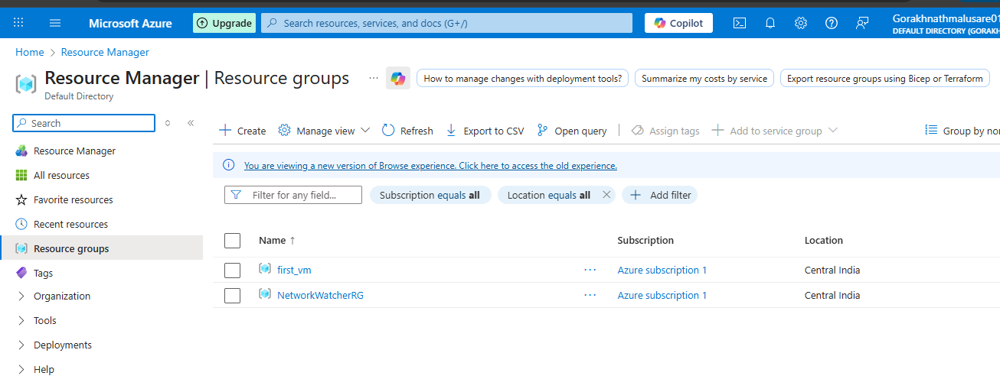 Microsoft Azure Upgrade Search resources, services, and docs (G+/) Copilot Gorakhnathmalusare01
DEFAULT DIRECTORY (GORAKH
Home > Resource Manager
Resource Manager | Resource groups ... How to manage changes with deployment tools? Summarize my costs by service Export resource groups using Bicep or Terraform
Default Directory
Search
Create Manage view Refresh Export to CSV Open query Assign tags Add to service group Group by non
You are viewing a new version of Browse experience. Click here to access the old experience.
Filter for any field... Subscription equals all Location equals all Add filter
Resource Manager
All resources
Favorite resources
Recent resources
Resource groups
Tags
Organization
Tools
Deployments
Help
Name ↑ Subscription Location
first_vm ... Azure subscription 1 Central India
NetworkWatcherRG ... Azure subscription 1 Central India